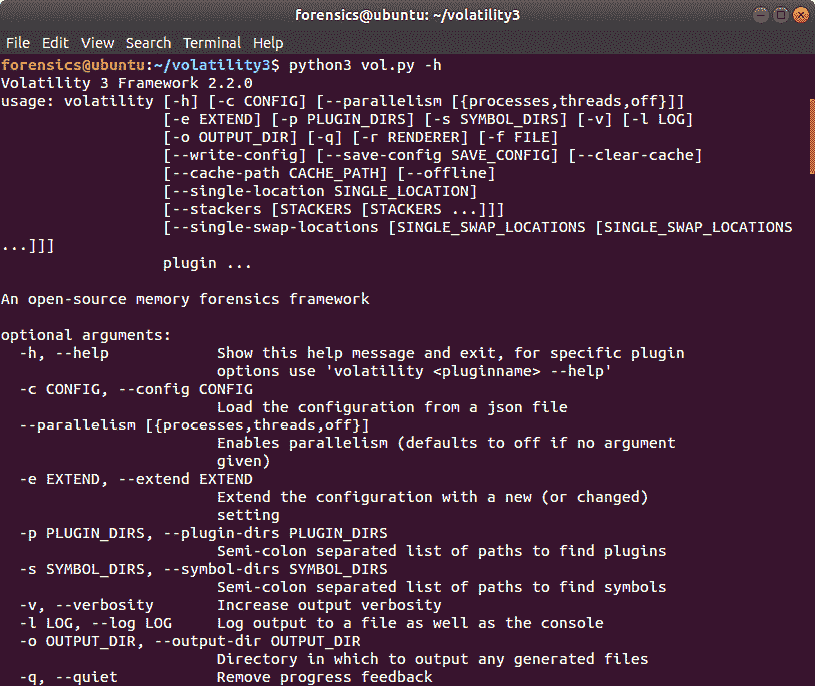 forensics@ubuntu: ~/volatility3
File Edit View Search Terminal Help
forensics@ubuntu:~/volatility3$ python3 vol.py -h
Volatility 3 Framework 2.2.0
usage: volatility [-h] [-c CONFIG] [--parallelism [{processes,threads,off}]]
                  [-e EXTEND] [-p PLUGIN_DIRS] [-s SYMBOL_DIRS] [-v] [-l LOG]
                  [-o OUTPUT_DIR] [-q] [-r RENDERER] [-f FILE]
                  [--write-config] [--save-config SAVE_CONFIG] [--clear-cache]
                  [--cache-path CACHE_PATH] [--offline]
                  [--single-location SINGLE_LOCATION]
                  [--stackers [STACKERS [STACKERS ...]]]
                  [--single-swap-locations [SINGLE_SWAP_LOCATIONS [SINGLE_SWAP_LOCATIONS
...]]]
                  plugin ...

An open-source memory forensics framework

optional arguments:
  -h, --help            Show this help message and exit, for specific plugin
                        options use 'volatility <pluginname> --help'
  -c CONFIG, --config CONFIG
                        Load the configuration from a json file
  --parallelism [{processes,threads,off}]
                        Enables parallelism (defaults to off if no argument
                        given)
  -e EXTEND, --extend EXTEND
                        Extend the configuration with a new (or changed)
                        setting
  -p PLUGIN_DIRS, --plugin-dirs PLUGIN_DIRS
                        Semi-colon separated list of paths to find plugins
  -s SYMBOL_DIRS, --symbol-dirs SYMBOL_DIRS
                        Semi-colon separated list of paths to find symbols
  -v, --verbosity       Increase output verbosity
  -l LOG, --log LOG     Log output to a file as well as the console
  -o OUTPUT_DIR, --output-dir OUTPUT_DIR
                        Directory in which to output any generated files
  -q, --quiet           Remove progress feedback